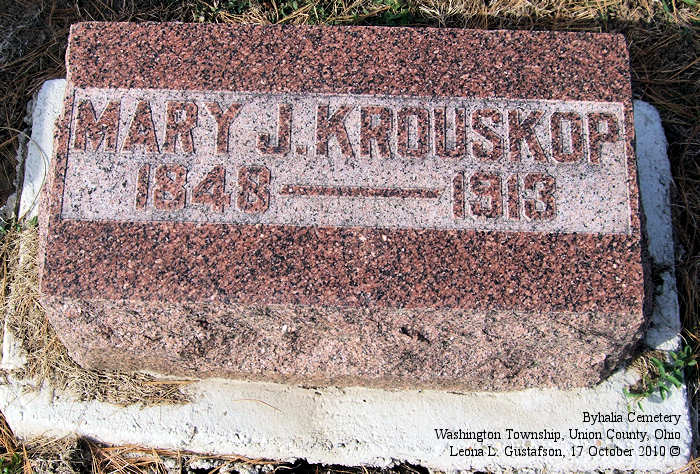 MARY J. KROUSKOP
1848 — 1913
Byhalia Cemetery
Washington Township, Union County, Ohio
Leona L. Gustafson, 17 October 2010 ©